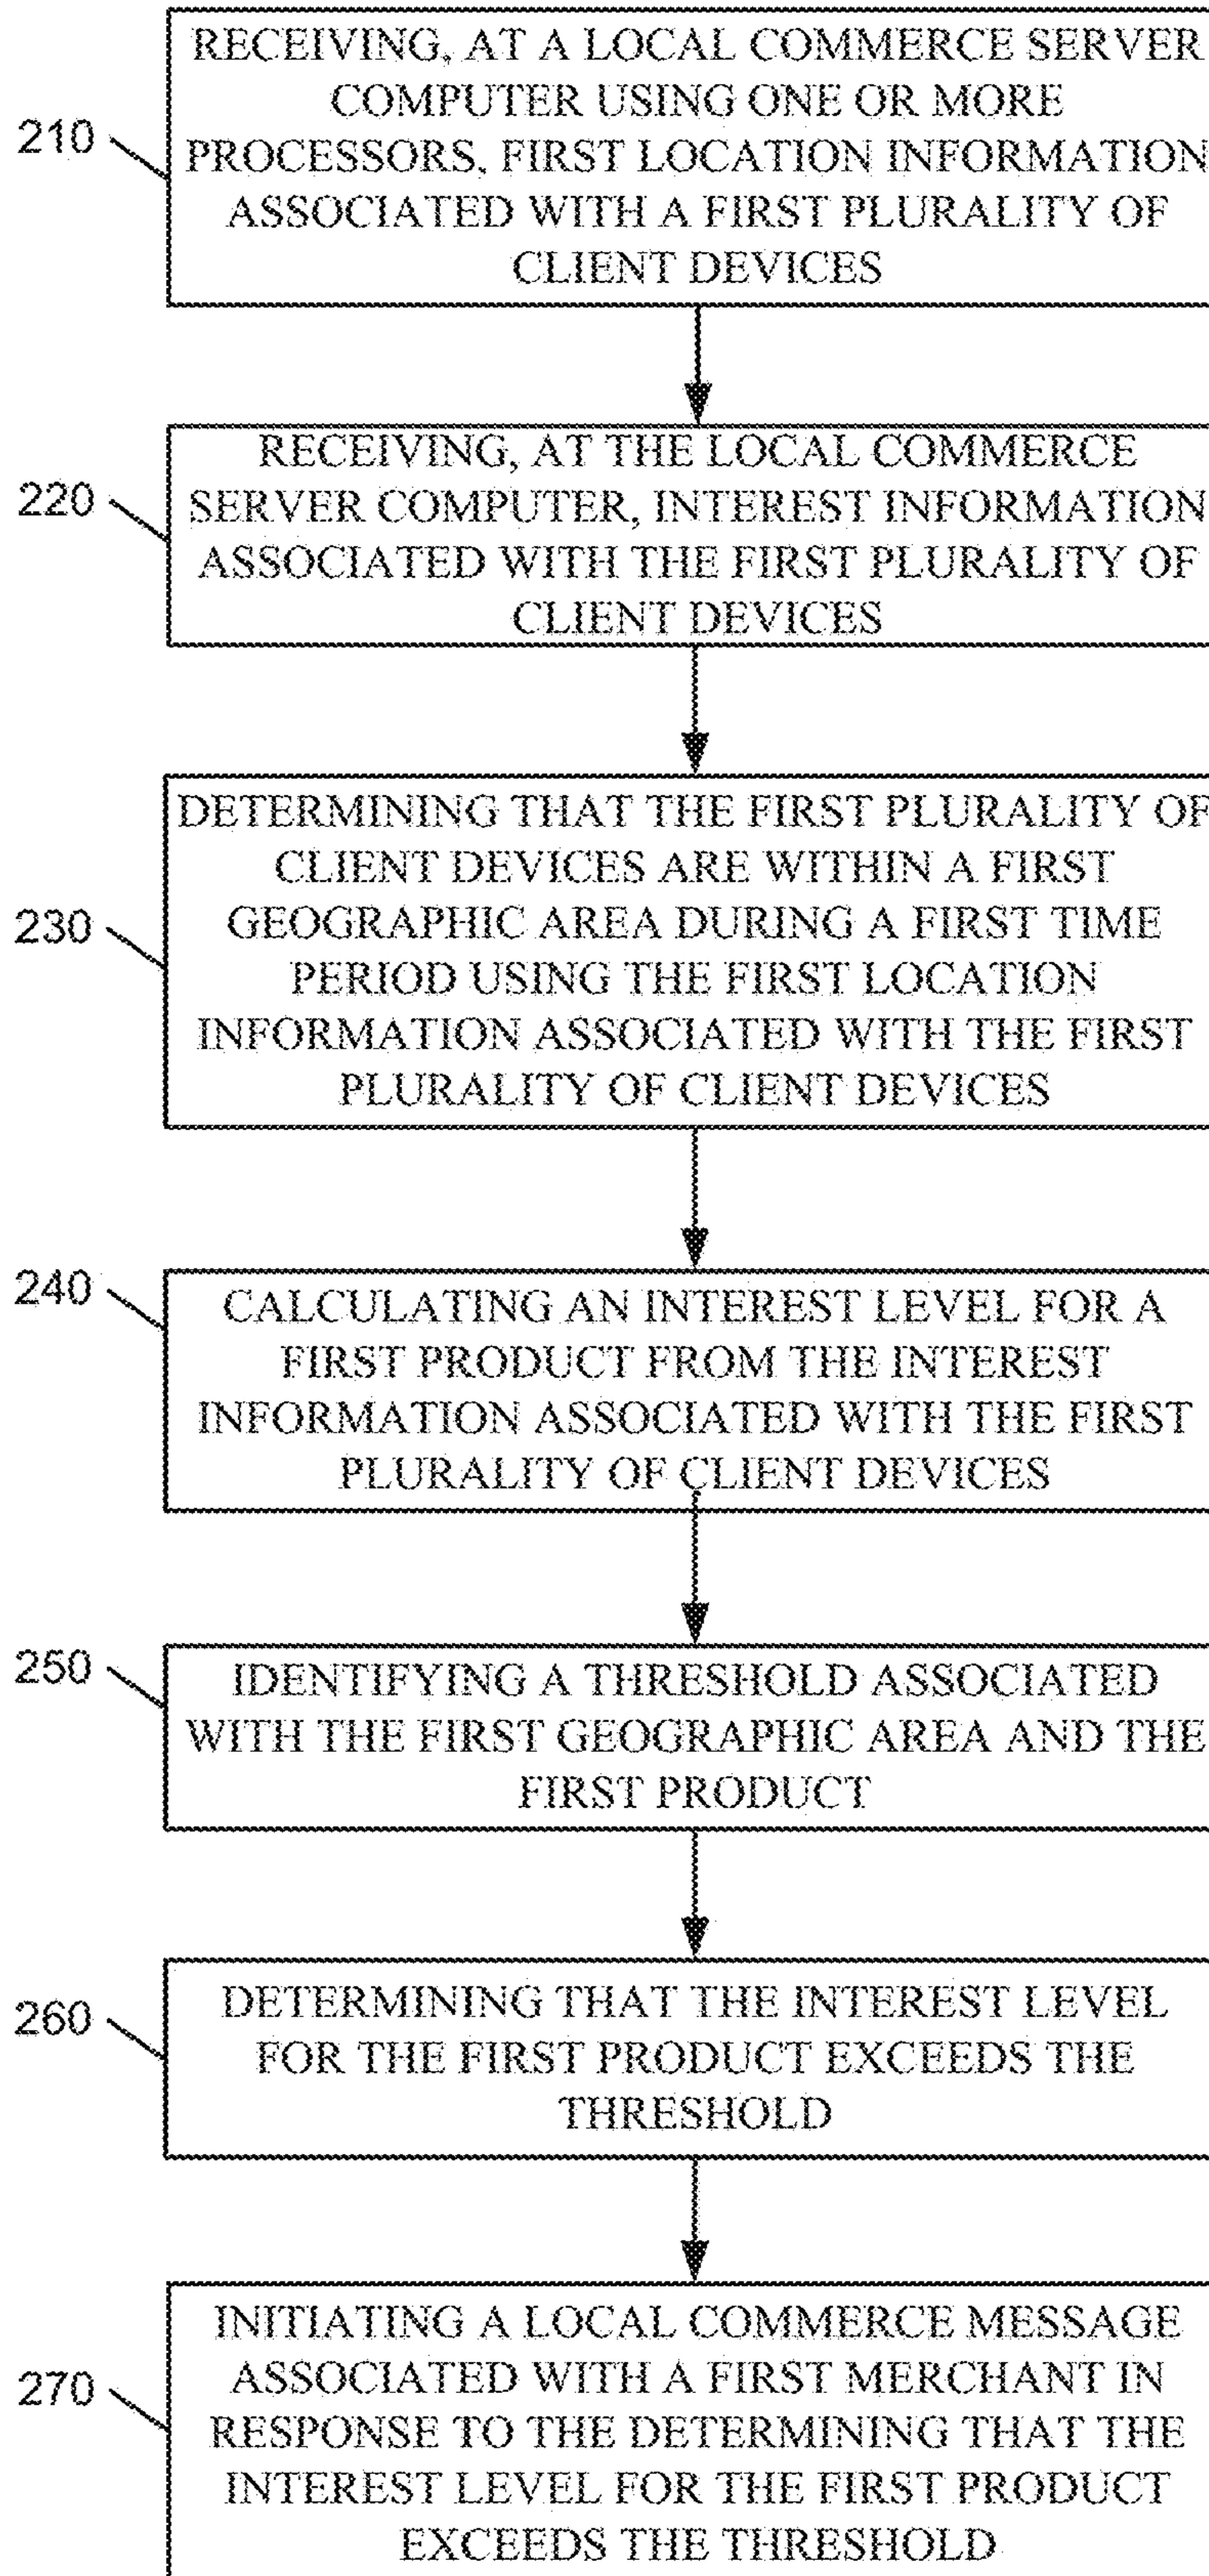 RECEIVING, AT A LOCAL COMMERCE SERVER
COMPUTER USING ONE OR MORE
210
PROCESSORS, FIRST LOCATION INFORMATION
ASSOCIATED WITH A FIRST PLURALITY OF
CLIENT DEVICES
RECEIVING, AT THE LOCAL COMMERCE
220
SERVER COMPUTER, INTEREST INFORMATION
ASSOCIATED WITH THE FIRST PLURALITY OF
CLIENT DEVICES
DETERMINING THAT THE FIRST PLURALITY OF
CLIENT DEVICES ARE WITHIN A FIRST
230
GEOGRAPHIC AREA DURING A FIRST TIME
PERIOD USING THE FIRST LOCATION
INFORMATION ASSOCIATED WITH THE FIRST
PLURALITY OF CLIENT DEVICES
240
CALCULATING AN INTEREST LEVEL FOR A
FIRST PRODUCT FROM THE INTEREST
INFORMATION ASSOCIATED WITH THE FIRST
PLURALITY OF CLIENT DEVICES
250
IDENTIFYING A THRESHOLD ASSOCIATED
WITH THE FIRST GEOGRAPHIC AREA AND THE
FIRST PRODUCT
260
DETERMINING THAT THE INTEREST LEVEL
FOR THE FIRST PRODUCT EXCEEDS THE
THRESHOLD
INITIATING A LOCAL COMMERCE MESSAGE
270
ASSOCIATED WITH A FIRST MERCHANT IN
RESPONSE TO THE DETERMINING THAT THE
INTEREST LEVEL FOR THE FIRST PRODUCT
EXCEEDS THE THRESHOLD